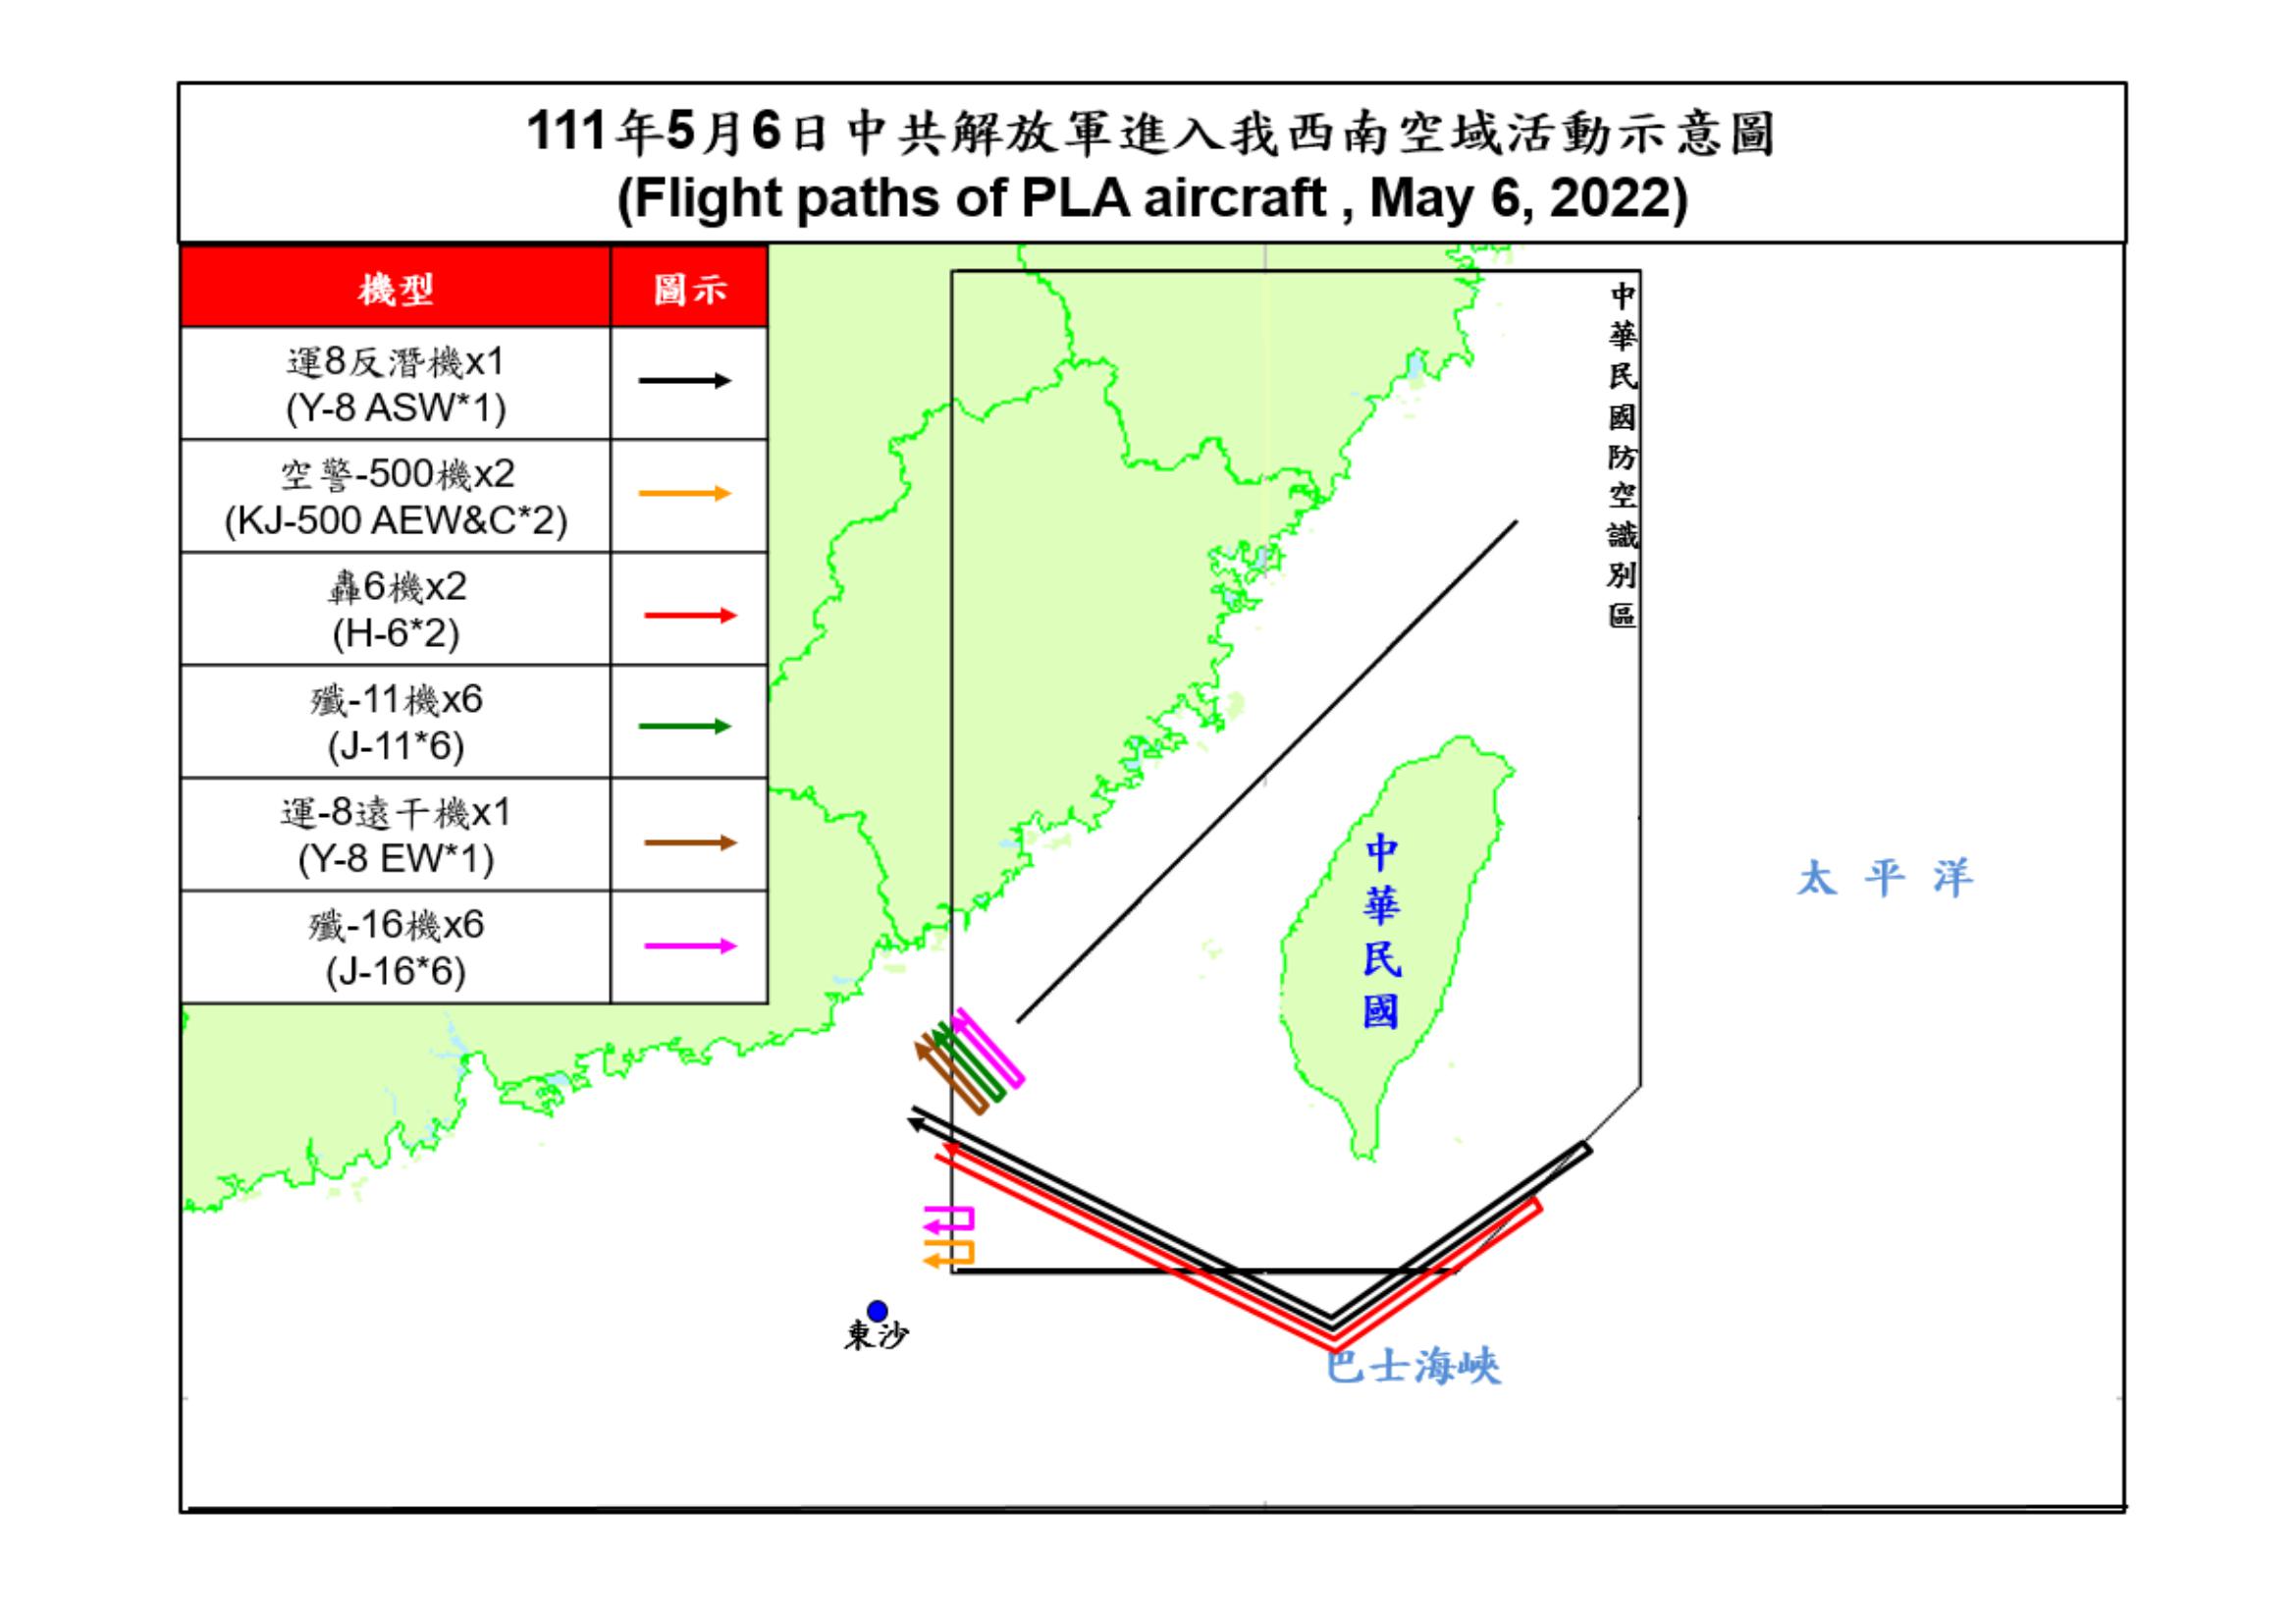 111年5月6日中共解放軍進入我西南空域活動示意圖
(Flight paths of PLA aircraft , May 6, 2022)
機型 圖示
運8反潛機x1
(Y-8 ASW*1)
空警-500機x2
(KJ-500 AEW&C*2)
轟6機x2
(H-6*2)
殲-11機x6
(J-11*6)
運-8遠干機x1
(Y-8 EW*1)
殲-16機x6
(J-16*6)
中華民國防空識別區
中華民國
太平洋
東沙
巴士海峽